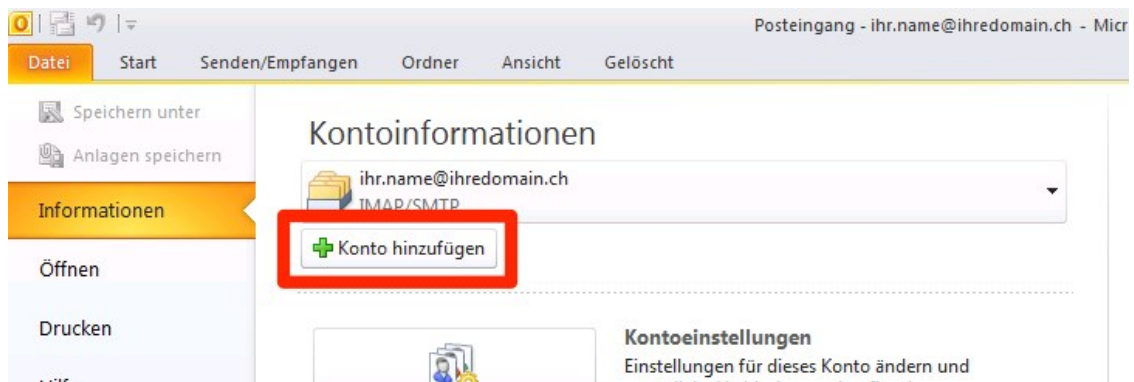 Posteingang - ihr.name@ihredomain.ch - Micr
Datei Start Senden/Empfangen Ordner Ansicht Gelöscht
Speichern unter
Anlagen speichern
Informationen
Öffnen
Drucken
Kontoinformationen
ihr.name@ihredomain.ch
IMAP/SMTP
Konto hinzufügen
Kontoeinstellungen
Einstellungen für dieses Konto ändern und